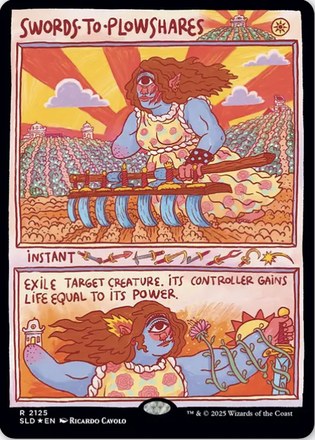 SWORDS·TO·PLOWSHARES
INSTANT
EXILE TARGET CREATURE. ITS CONTROLLER GAINS
LIFE EQUAL TO ITS POWER.
R 2125
SLD★EN RICARDO CAVOLO
™ & © 2025 Wizards of the Coast